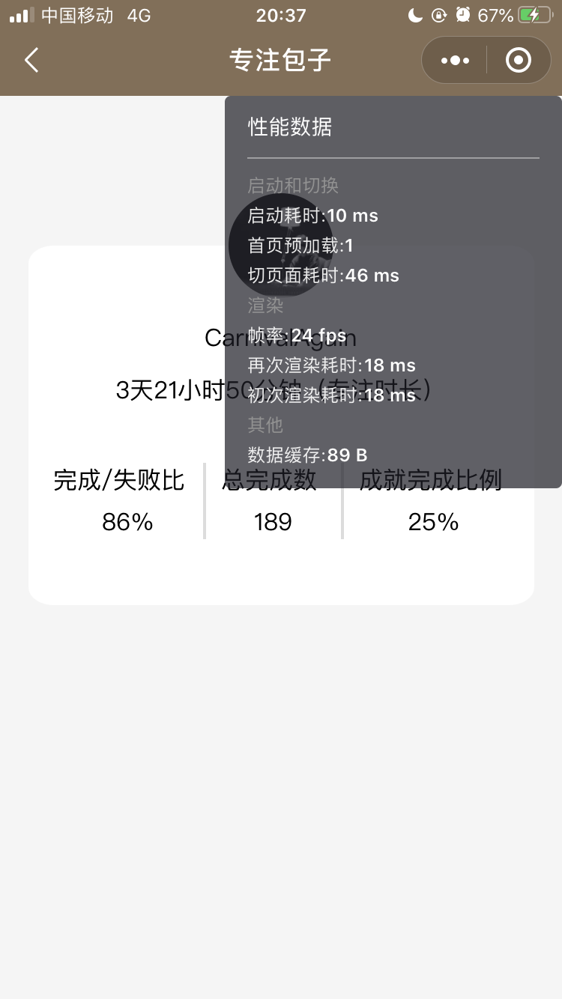 中国移动 4G 20:37 67%
专注包子
性能数据
启动和切换
启动耗时:10 ms
首页预加载:1
切页面耗时:46 ms
渲染
帧率:24 fps
再次渲染耗时:18 ms
初次渲染耗时:18 ms
其他
数据缓存:89 B
CarnivalAgain
3天21小时50分钟（专注时长）
完成/失败比 总完成数 成就完成比例
86% 189 25%